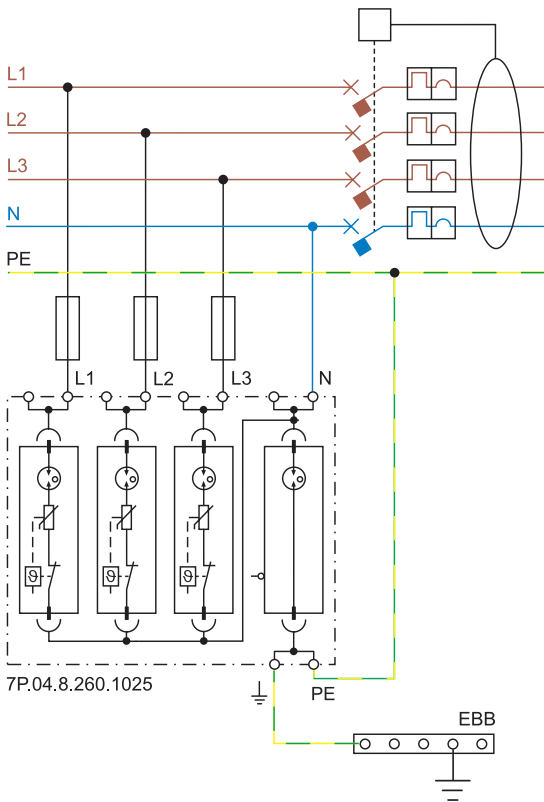 L1
L2
L3
N
PE
L1 L2 L3 N
ϑ ϑ ϑ
7P.04.8.260.1025
PE
EBB